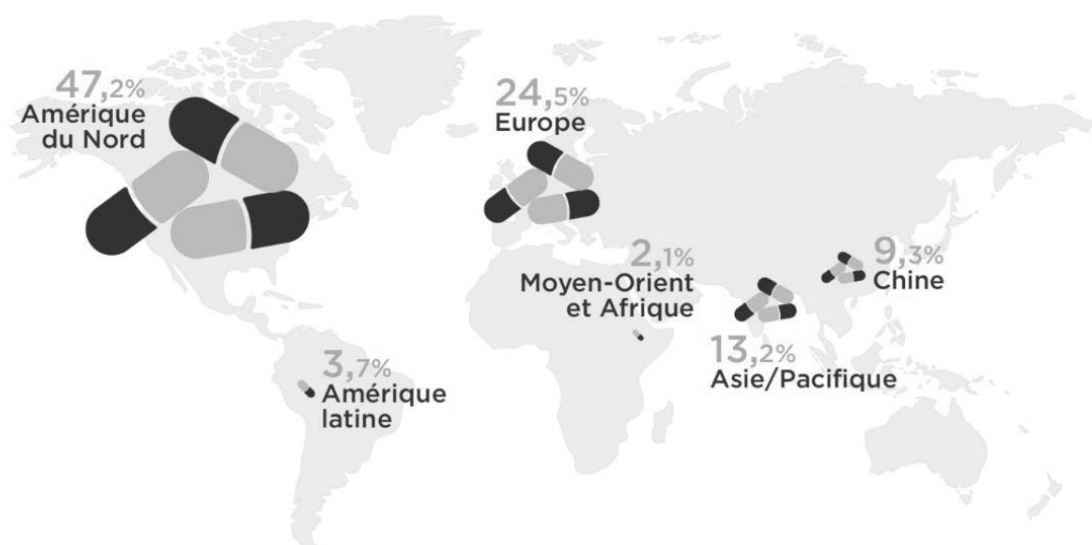 47,2%
Amérique
du Nord
24,5%
Europe
2,1%
Moyen-Orient
et Afrique
9,3%
Chine
13,2%
Asie/Pacifique
3,7%
Amérique
latine